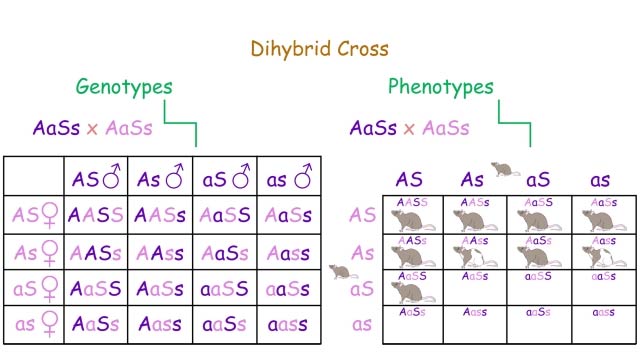 Dihybrid Cross
Genotypes
AaSs x AaSs
AS♂ As♂ aS♂ as♂
AS♀ AASS AASs AaSS AaSs
As♀ AASs AAss AaSs Aass
aS♀ AaSS AaSs aaSS aaSs
as♀ AaSs Aass aaSs aass
Phenotypes
AaSs x AaSs
AS As aS as
AS AASS AASs AaSS AaSs
As AASs AAss AaSs Aass
aS AaSS AaSs aaSS aaSs
as AaSs Aass aaSs aass